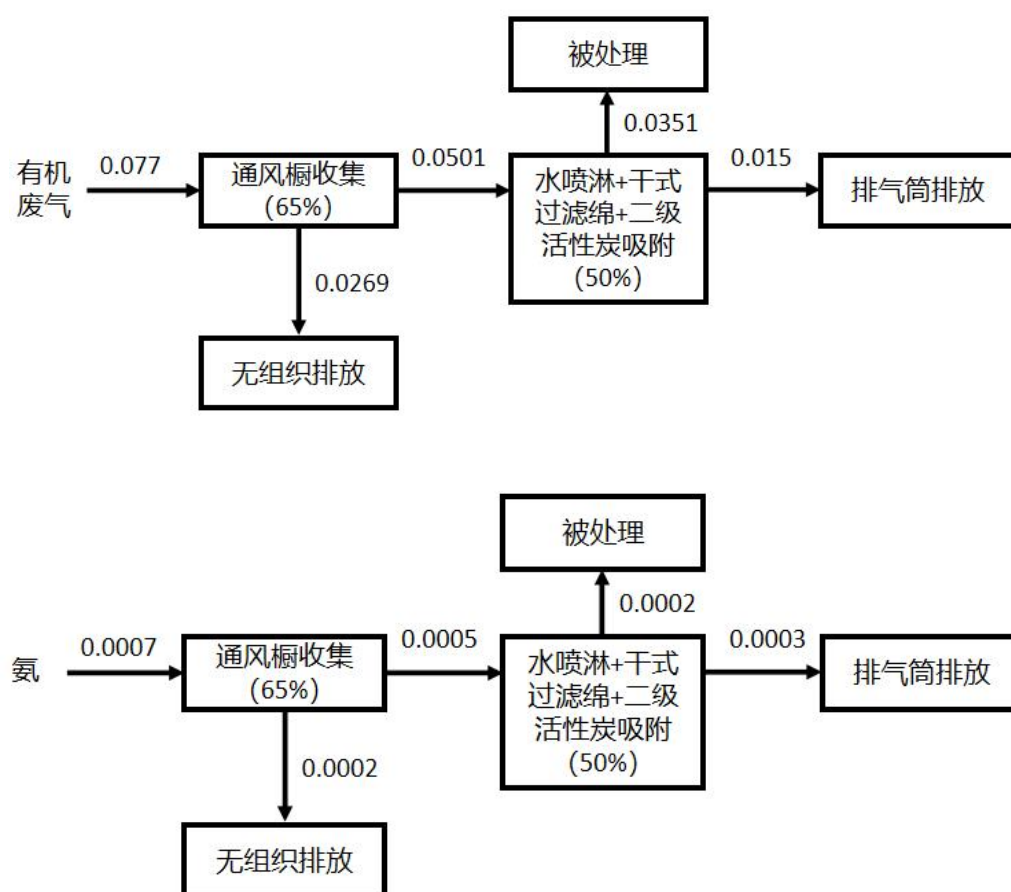 被处理
0.0351
有机
废气
0.077
通风橱收集
(65%)
0.0501
水喷淋+干式
过滤绵+二级
活性炭吸附
(50%)
0.015
排气筒排放
0.0269
无组织排放
被处理
0.0002
氨
0.0007
通风橱收集
(65%)
0.0005
水喷淋+干式
过滤绵+二级
活性炭吸附
(50%)
0.0003
排气筒排放
0.0002
无组织排放